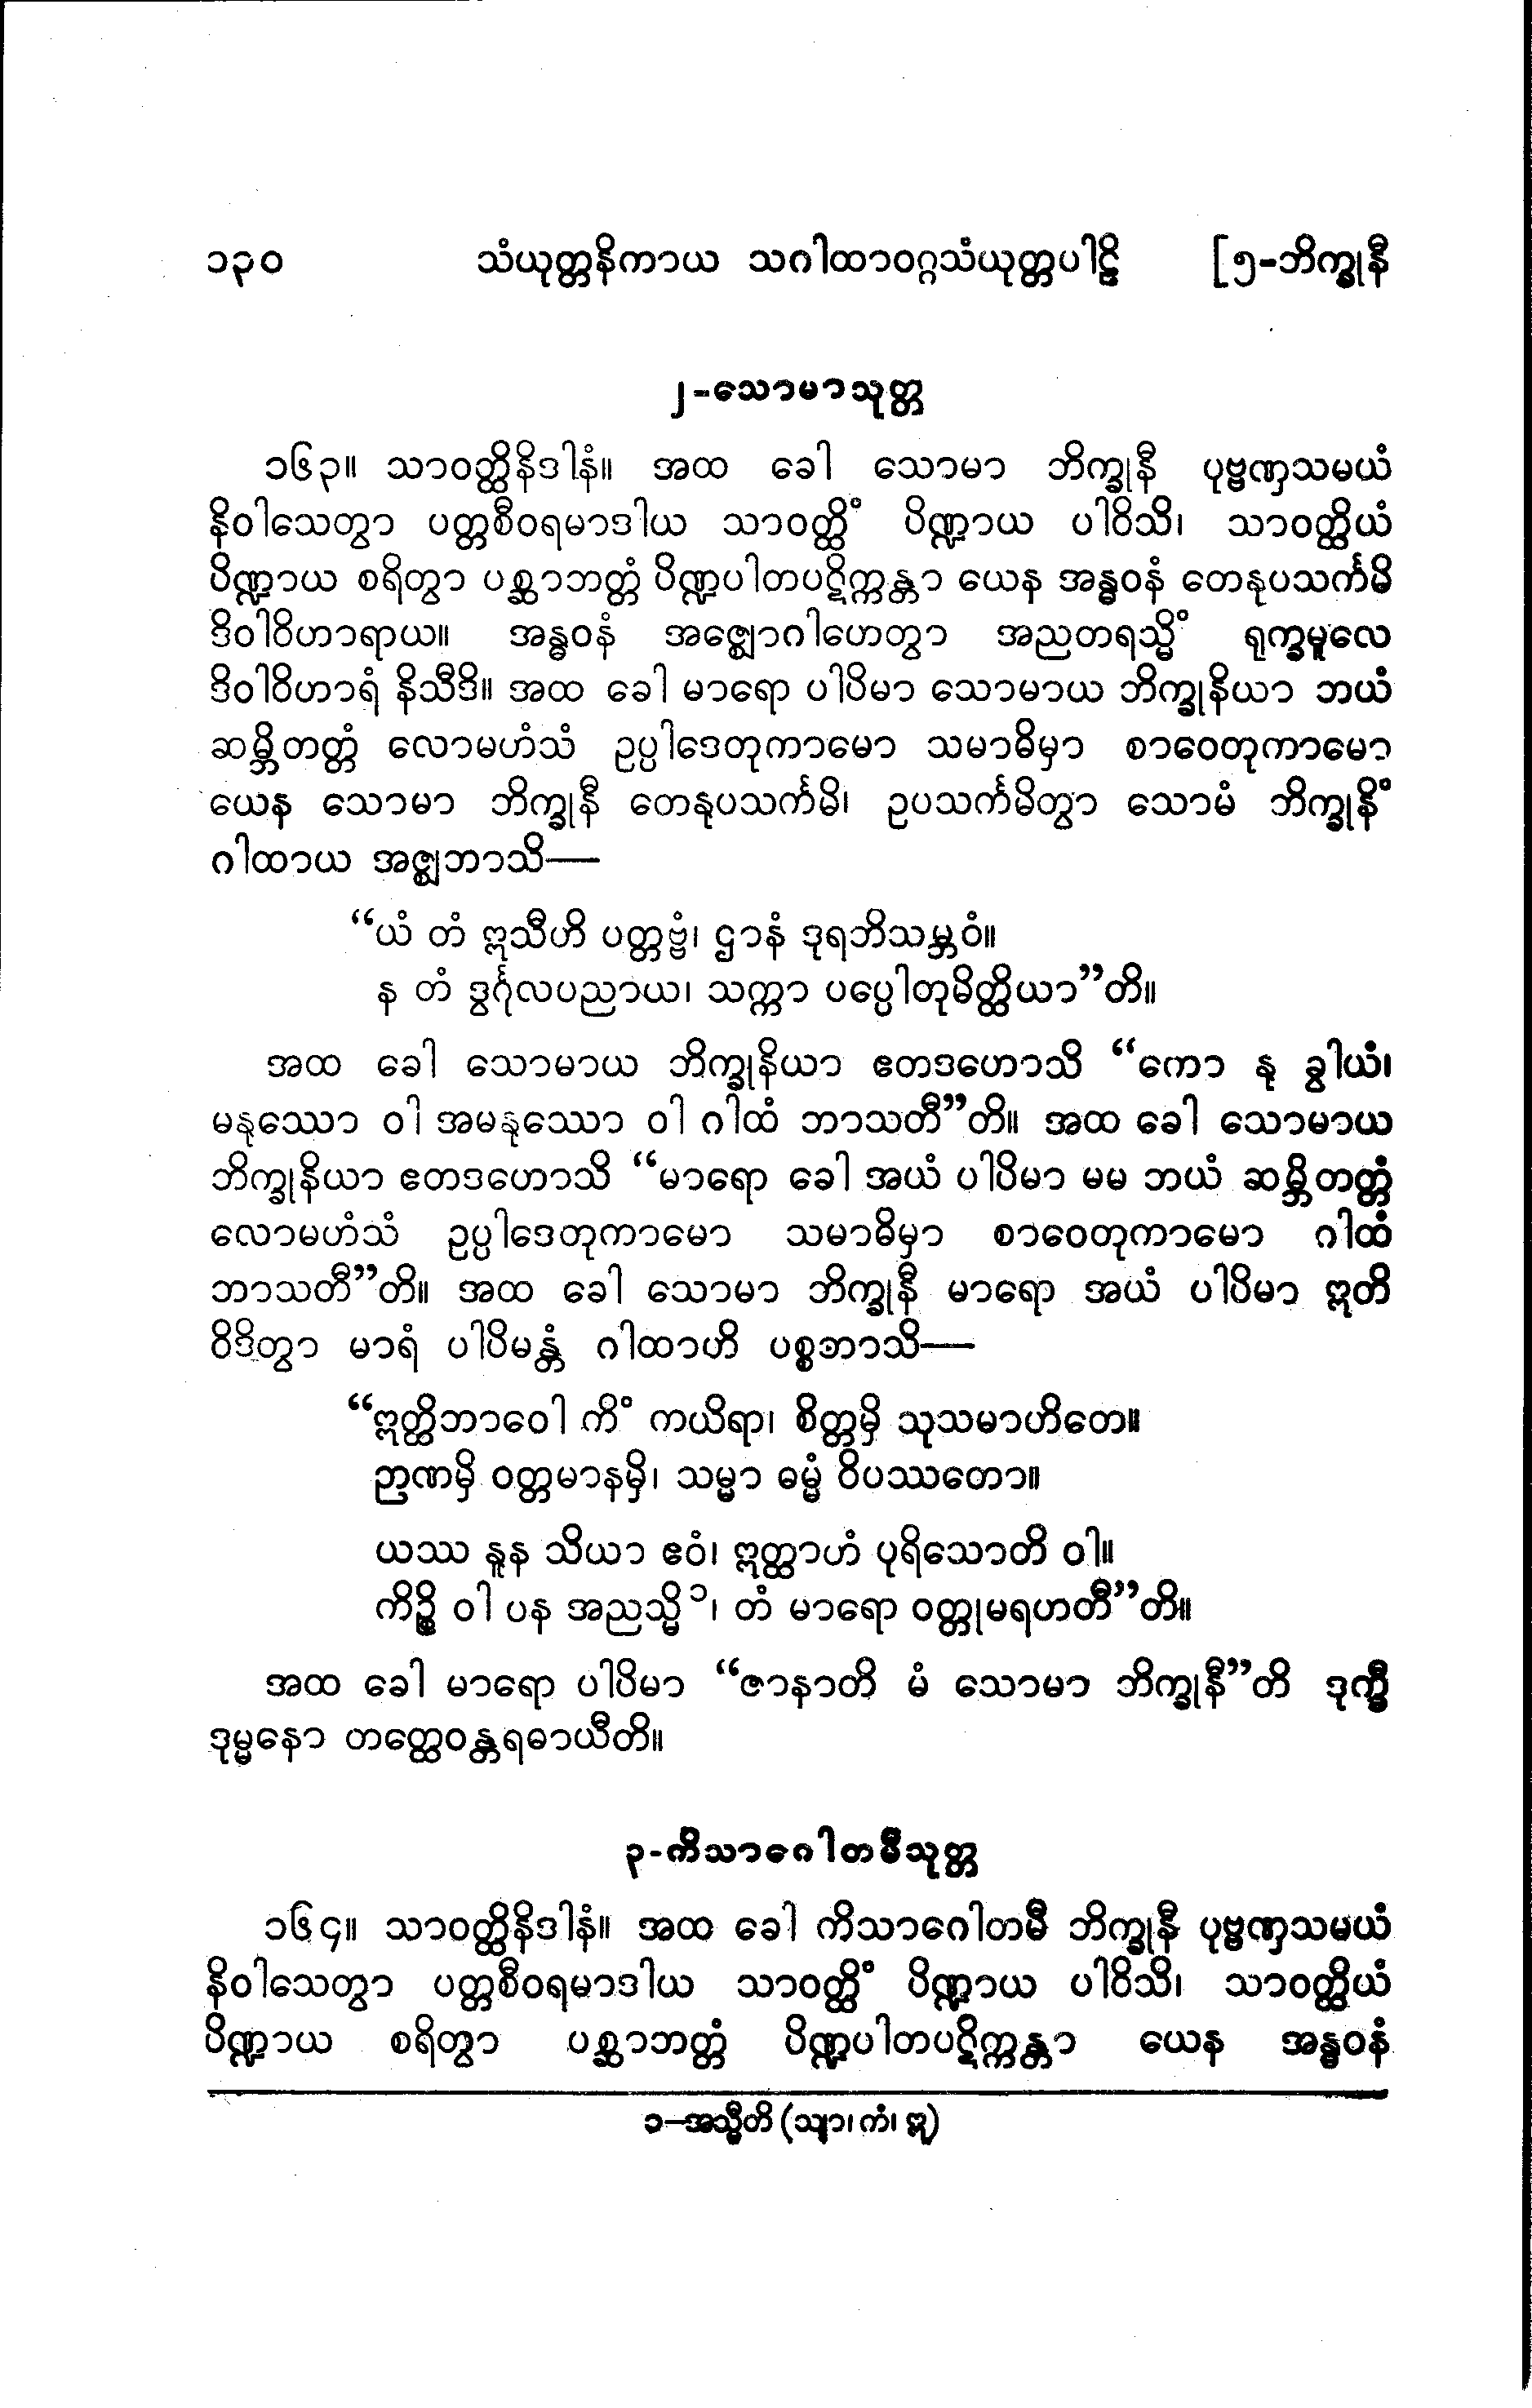 ၁၃၀ သံယုတ္တနိကာယ သဂါထာဝဂ္ဂသံယုတ္တပါဠိ [၅-ဘိက္ခုနီ
၂-သောမာသုတ္တ
၁၆၃။ သာဝတ္ထိနိဒါနံ။ အထ ခေါ သောမာ ဘိက္ခုနီ ပုဗ္ဗဏှသမယံ
နိဝါသေတွာ ပတ္တစီဝရမာဒါယ သာဝတ္ထိံ ပိဏ္ဍာယ ပါဝိသိ၊ သာဝတ္ထိယံ
ပိဏ္ဍာယ စရိတွာ ပစ္ဆာဘတ္တံ ပိဏ္ဍပါတပဋိက္ကန္တာ ယေန အန္ဓဝနံ တေနုပသင်္ကမိ
ဒိဝါဝိဟာရာယ။ အန္ဓဝနံ အဇ္ဈောဂါဟေတွာ အညတရသ္မိံ ရုက္ခမူလေ
ဒိဝါဝိဟာရံ နိသီဒိ။ အထ ခေါ မာရော ပါပိမာ သောမာယ ဘိက္ခုနိယာ ဘယံ
ဆမ္ဘိတတ္တံ လောမဟံသံ ဥပ္ပါဒေတုကာမော သမာဓိမှာ စာဝေတုကာမော
ယေန သောမာ ဘိက္ခုနီ တေနုပသင်္ကမိ၊ ဥပသင်္ကမိတွာ သောမံ ဘိက္ခုနိံ
ဂါထာယ အဇ္ဈဘာသိ—
“ယံ တံ ဣသီဟိ ပတ္တဗ္ဗံ၊ ဌာနံ ဒုရဘိသမ္ဘဝံ။
န တံ ဒွင်္ဂုလပညာယ၊ သက္ကာ ပပ္ပေါတုမိတ္ထိယာ”တိ။
အထ ခေါ သောမာယ ဘိက္ခုနိယာ ဧတဒဟောသိ “ကော နု ခွါယံ၊
မနုဿော ဝါ အမနုဿော ဝါ ဂါထံ ဘာသတီ”တိ။ အထ ခေါ သောမာယ
ဘိက္ခုနိယာ ဧတဒဟောသိ “မာရော ခေါ အယံ ပါပိမာ မမ ဘယံ ဆမ္ဘိတတ္တံ
လောမဟံသံ ဥပ္ပါဒေတုကာမော သမာဓိမှာ စာဝေတုကာမော ဂါထံ
ဘာသတီ”တိ။ အထ ခေါ သောမာ ဘိက္ခုနီ မာရော အယံ ပါပိမာ ဣတိ
ဝိဒိတွာ မာရံ ပါပိမန္တံ ဂါထာဟိ ပစ္စဘာသိ—
“ဣတ္ထိဘာဝေါ ကိံ ကယိရာ၊ စိတ္တမှိ သုသမာဟိတေ။
ဉာဏမှိ ဝတ္တမာနမှိ၊ သမ္မာ ဓမ္မံ ဝိပဿတော။
ယဿ နူန သိယာ ဧဝံ၊ ဣတ္ထာဟံ ပုရိသောတိ ဝါ။
ကိဉ္စိ ဝါ ပန အညသ္မိ၁၊ တံ မာရော ဝတ္တုမရဟတီ”တိ။
အထ ခေါ မာရော ပါပိမာ “ဇာနာတိ မံ သောမာ ဘိက္ခုနီ”တိ ဒုက္ခီ
ဒုမ္မနော တတ္ထေဝန္တရဓာယီတိ။
၃-ကိသာဂေါတမီသုတ္တ
၁၆၄။ သာဝတ္ထိနိဒါနံ။ အထ ခေါ ကိသာဂေါတမီ ဘိက္ခုနီ ပုဗ္ဗဏှသမယံ
နိဝါသေတွာ ပတ္တစီဝရမာဒါယ သာဝတ္ထိံ ပိဏ္ဍာယ ပါဝိသိ၊ သာဝတ္ထိယံ
ပိဏ္ဍာယ စရိတွာ ပစ္ဆာဘတ္တံ ပိဏ္ဍပါတပဋိက္ကန္တာ ယေန အန္ဓဝနံ
၁–အသ္မီတိ (သျာ၊ ကံ၊ ဣ)